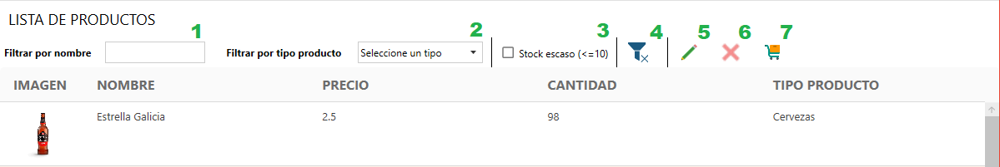 LISTA DE PRODUCTOS
1 2 3 4 5 6 7
Filtrar por nombre Filtrar por tipo producto Seleccione un tipo Stock escaso (<=10)
IMAGEN NOMBRE PRECIO CANTIDAD TIPO PRODUCTO
Estrella Galicia 2.5 98 Cervezas